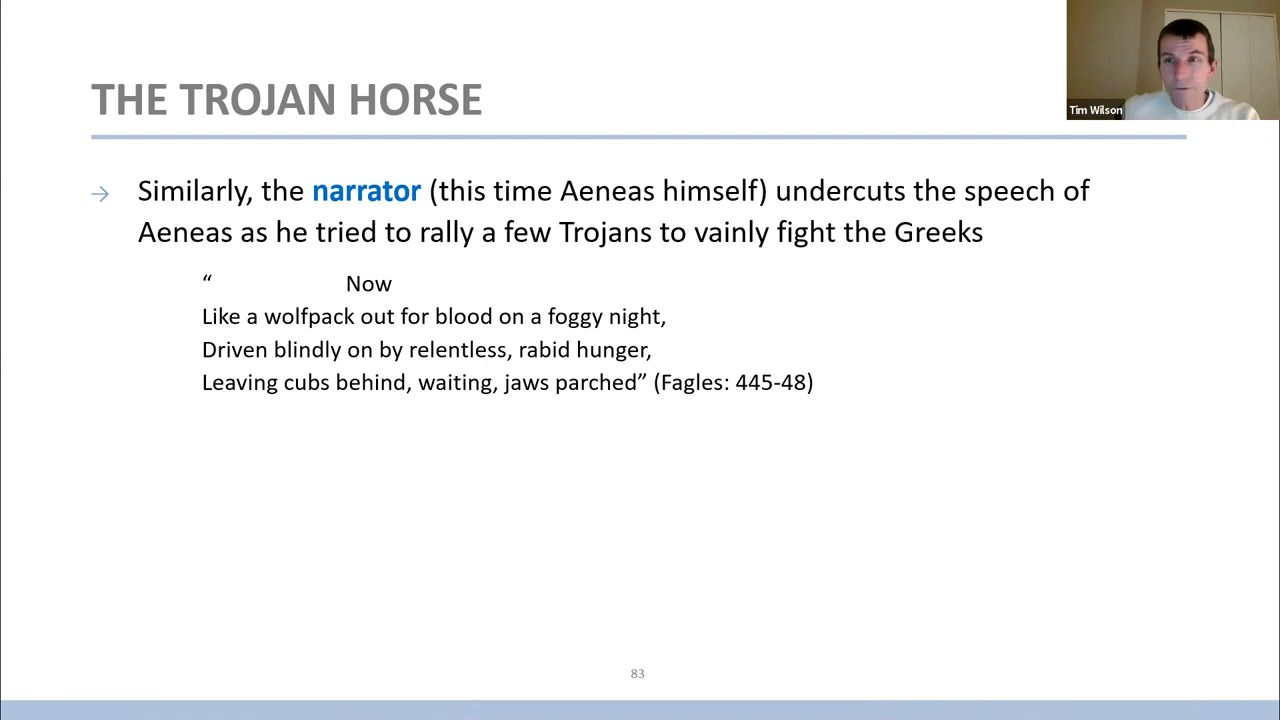 THE TROJAN HORSE
Tim Wilson
→ Similarly, the narrator (this time Aeneas himself) undercuts the speech of
Aeneas as he tried to rally a few Trojans to vainly fight the Greeks
“ Now
Like a wolfpack out for blood on a foggy night,
Driven blindly on by relentless, rabid hunger,
Leaving cubs behind, waiting, jaws parched” (Fagles: 445-48)
83